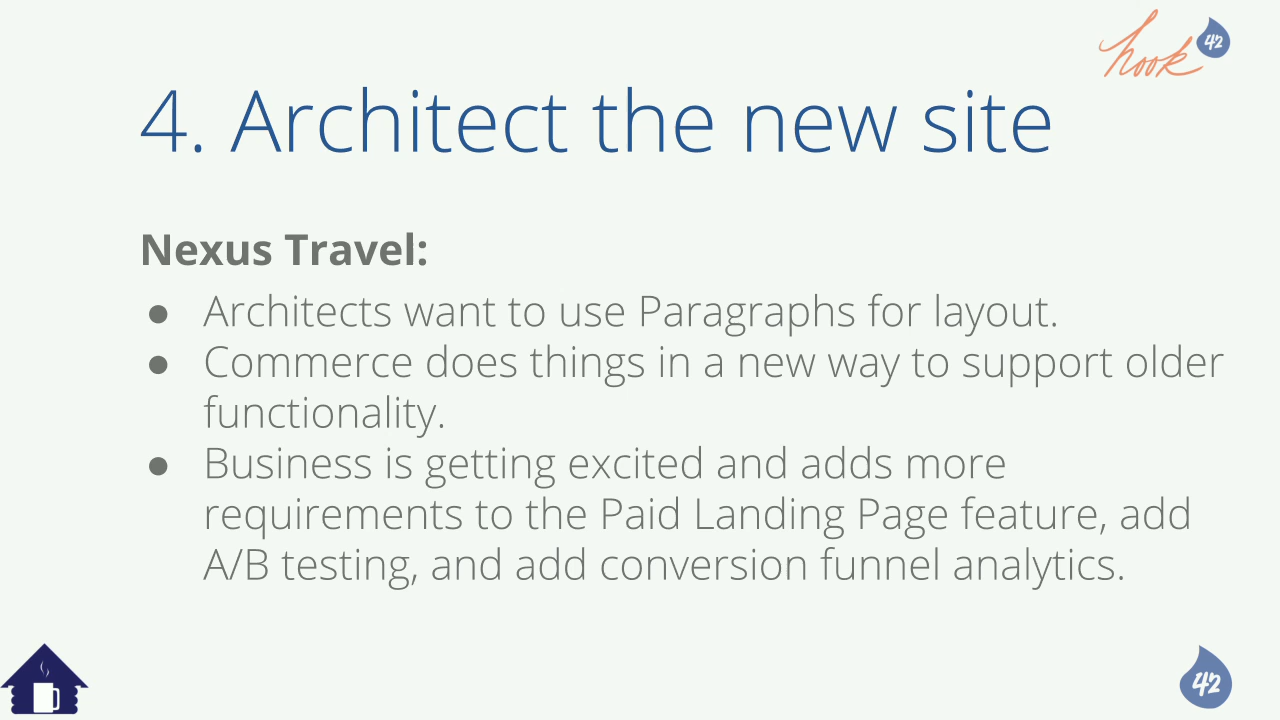 hook 42
4. Architect the new site
Nexus Travel:
● Architects want to use Paragraphs for layout.
● Commerce does things in a new way to support older
functionality.
● Business is getting excited and adds more
requirements to the Paid Landing Page feature, add
A/B testing, and add conversion funnel analytics.
42